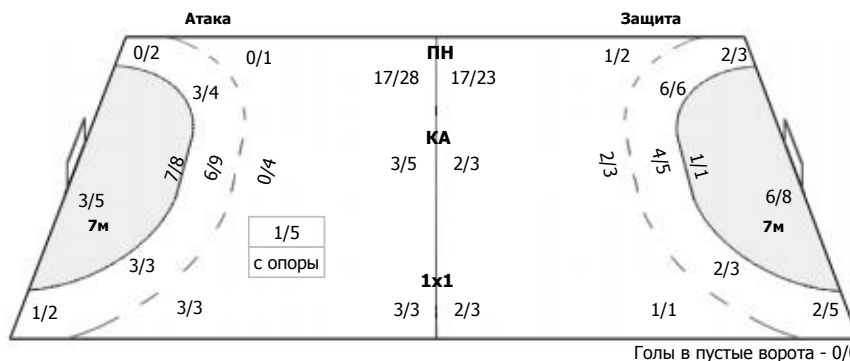 Атака Защита
0/2 0/1 ПН 1/2 2/3
17/28 17/23
3/4 6/6
КА
7/8 6/9 0/4 3/5 2/3 2/3 4/5 1/1
3/5 6/8
7м 7м
1/5
с опоры
3/3 2/3
1х1
1/2 3/3 3/3 2/3 1/1 2/5
Голы в пустые ворота - 0/